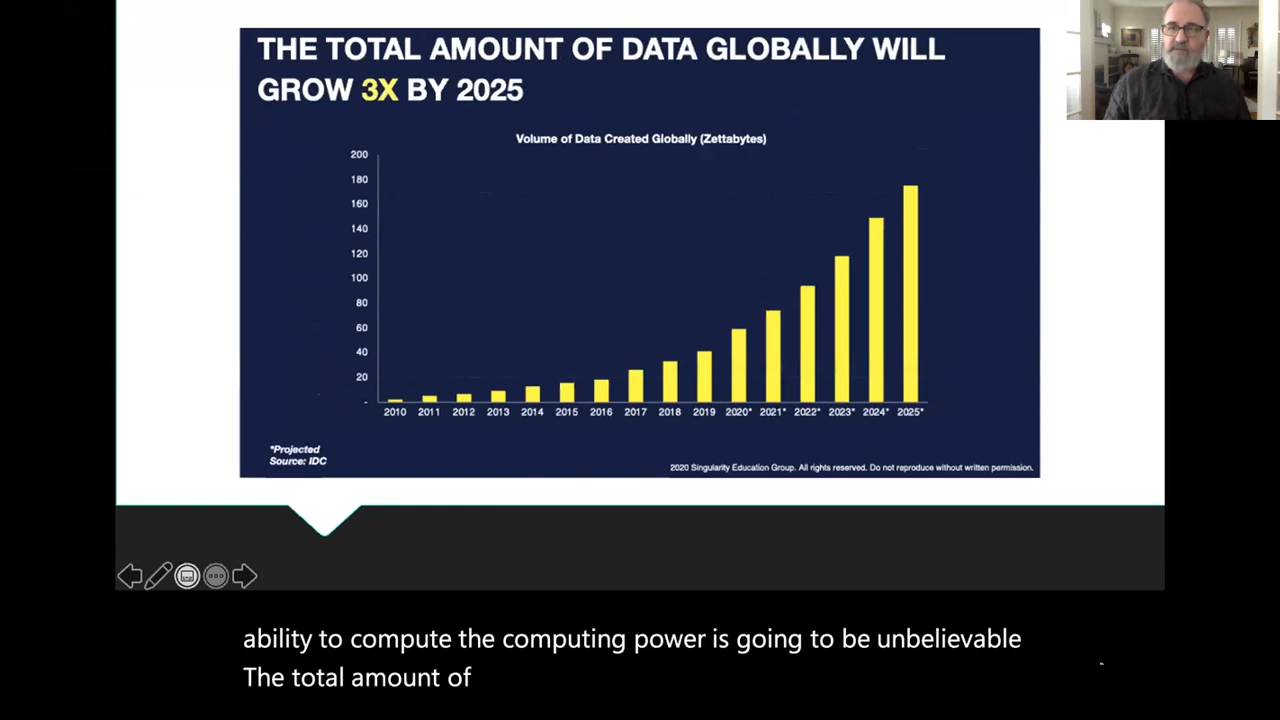 THE TOTAL AMOUNT OF DATA GLOBALLY WILL
GROW 3X BY 2025
Volume of Data Created Globally (Zettabytes)
200
180
160
140
120
100
80
60
40
20
-
2010 2011 2012 2013 2014 2015 2016 2017 2018 2019 2020* 2021* 2022* 2023* 2024* 2025*
*Projected
Source: IDC
2020 Singularity Education Group. All rights reserved. Do not reproduce without written permission.
ability to compute the computing power is going to be unbelievable
The total amount of